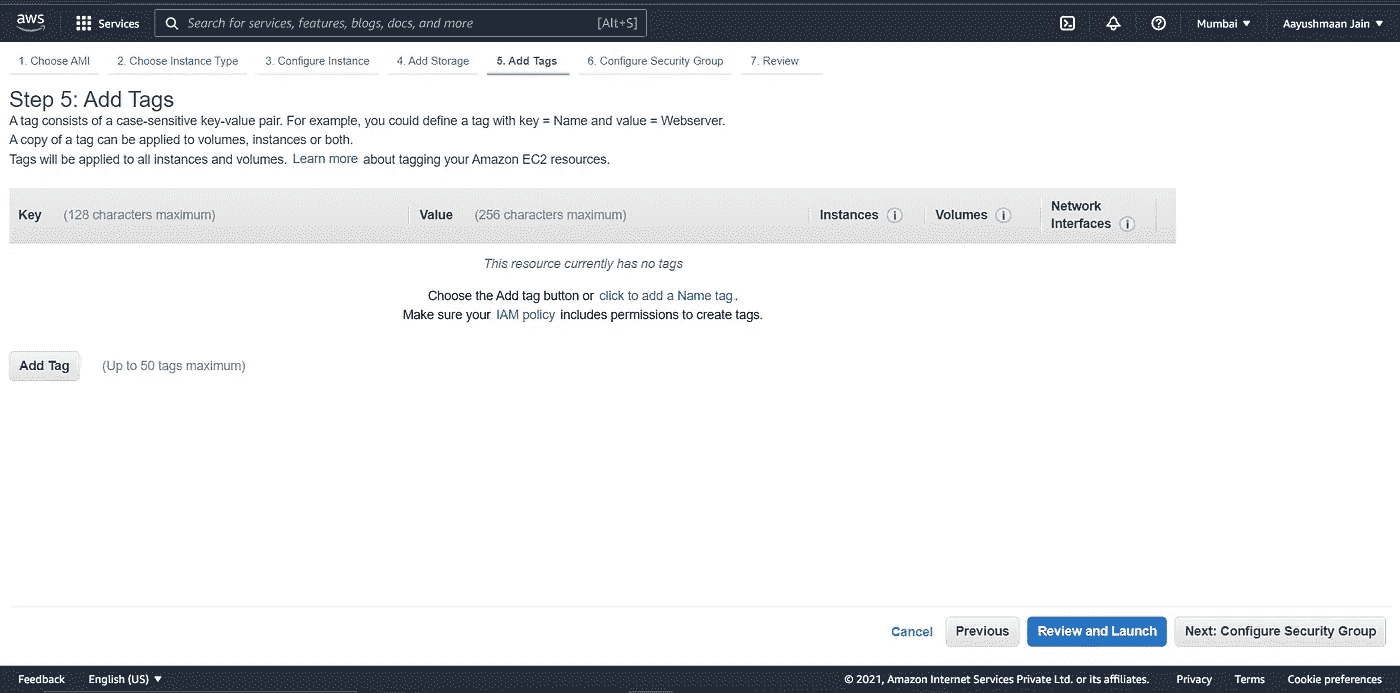 aws Services Search for services, features, blogs, docs, and more [Alt+S] Mumbai Aayushmaan Jain
1. Choose AMI 2. Choose Instance Type 3. Configure Instance 4. Add Storage 5. Add Tags 6. Configure Security Group 7. Review
Step 5: Add Tags
A tag consists of a case-sensitive key-value pair. For example, you could define a tag with key = Name and value = Webserver.
A copy of a tag can be applied to volumes, instances or both.
Tags will be applied to all instances and volumes. Learn more about tagging your Amazon EC2 resources.
Key (128 characters maximum) Value (256 characters maximum) Instances i Volumes i Network Interfaces i
This resource currently has no tags
Choose the Add tag button or click to add a Name tag.
Make sure your IAM policy includes permissions to create tags.
Add Tag (Up to 50 tags maximum)
Cancel Previous Review and Launch Next: Configure Security Group
Feedback English (US) © 2021, Amazon Internet Services Private Ltd. or its affiliates. Privacy Terms Cookie preferences